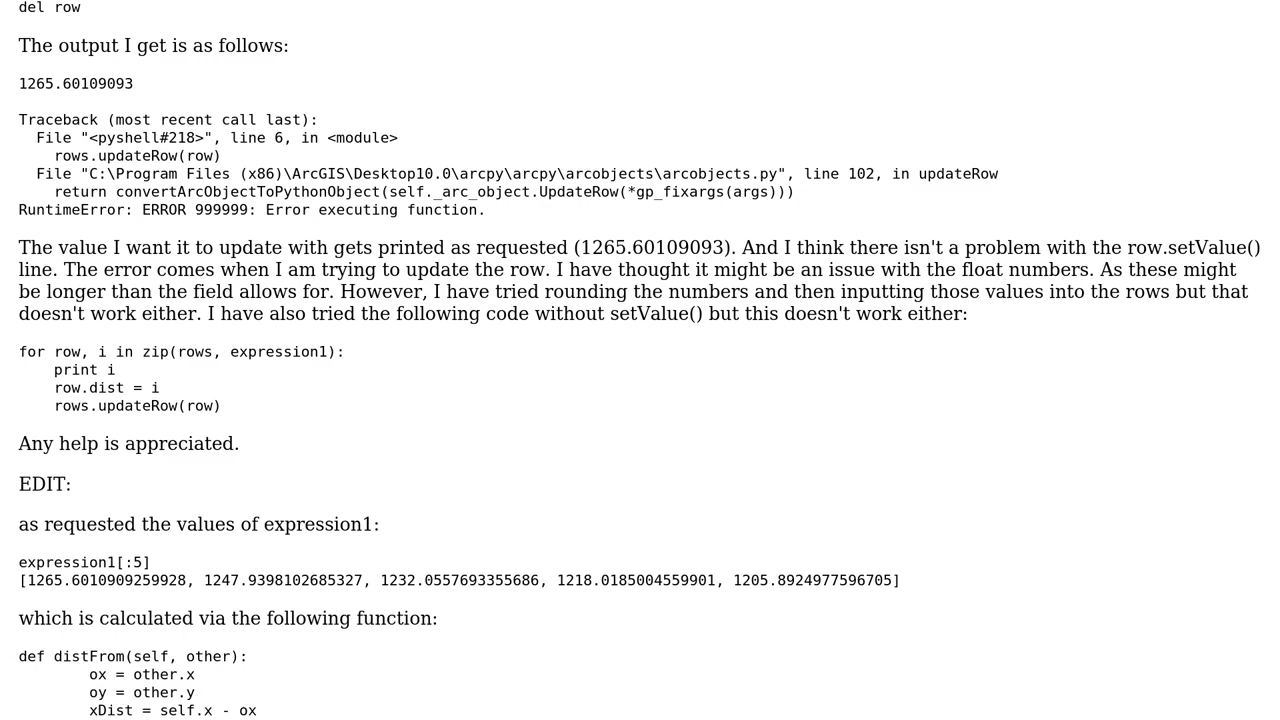 del row
The output I get is as follows:
1265.60109093
Traceback (most recent call last):
  File "<pyshell#218>", line 6, in <module>
    rows.updateRow(row)
  File "C:\Program Files (x86)\ArcGIS\Desktop10.0\arcpy\arcpy\arcobjects\arcobjects.py", line 102, in updateRow
    return convertArcObjectToPythonObject(self._arc_object.UpdateRow(*gp_fixargs(args)))
RuntimeError: ERROR 999999: Error executing function.
The value I want it to update with gets printed as requested (1265.60109093). And I think there isn't a problem with the row.setValue()
line. The error comes when I am trying to update the row. I have thought it might be an issue with the float numbers. As these might
be longer than the field allows for. However, I have tried rounding the numbers and then inputting those values into the rows but that
doesn't work either. I have also tried the following code without setValue() but this doesn't work either:
for row, i in zip(rows, expression1):
    print i
    row.dist = i
    rows.updateRow(row)
Any help is appreciated.
EDIT:
as requested the values of expression1:
expression1[:5]
[1265.6010909259928, 1247.9398102685327, 1232.0557693355686, 1218.0185004559901, 1205.8924977596705]
which is calculated via the following function:
def distFrom(self, other):
        ox = other.x
        oy = other.y
        xDist = self.x - ox